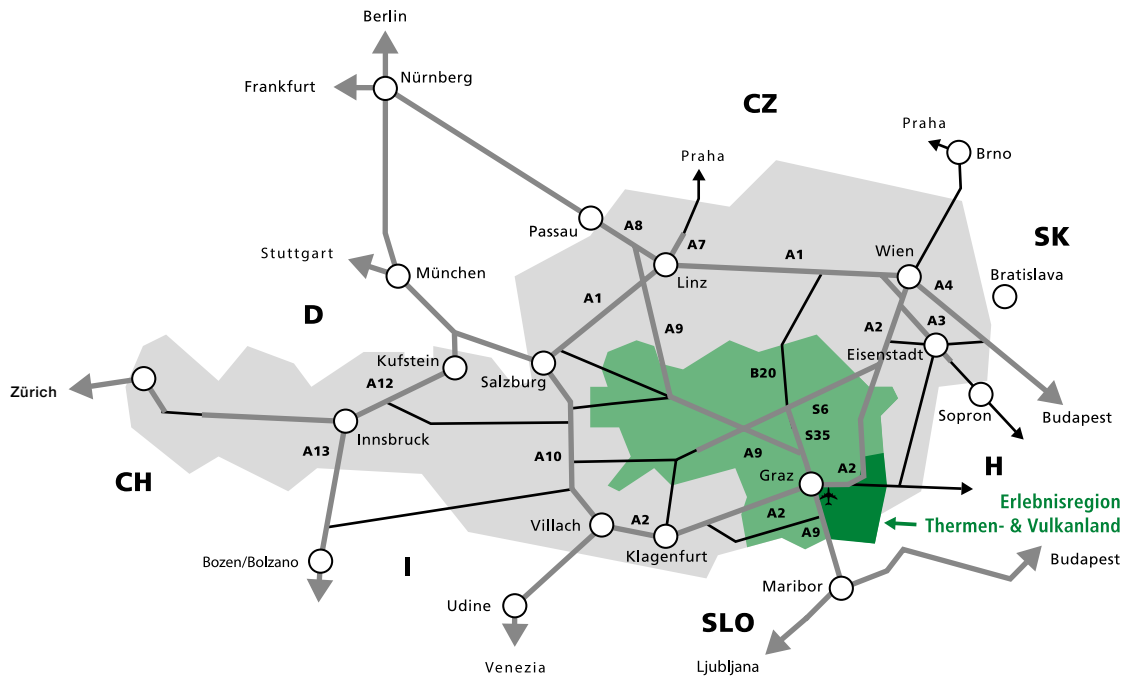 Berlin
Frankfurt
Nürnberg
CZ
Praha
Brno
Praha
Passau
A8
A7
Wien
SK
Stuttgart
München
Linz
A1
A4
Bratislava
D
A1
A9
A2
A3
Eisenstadt
Kufstein
Salzburg
B20
Zürich
A12
Sopron
Budapest
Innsbruck
S6
S35
A13
A10
A9
Graz
A2
H
CH
Erlebnisregion
Thermen- & Vulkanland
Villach
A2
A2
Klagenfurt
A9
Bozen/Bolzano
I
Maribor
Budapest
Udine
SLO
Venezia
Ljubljana